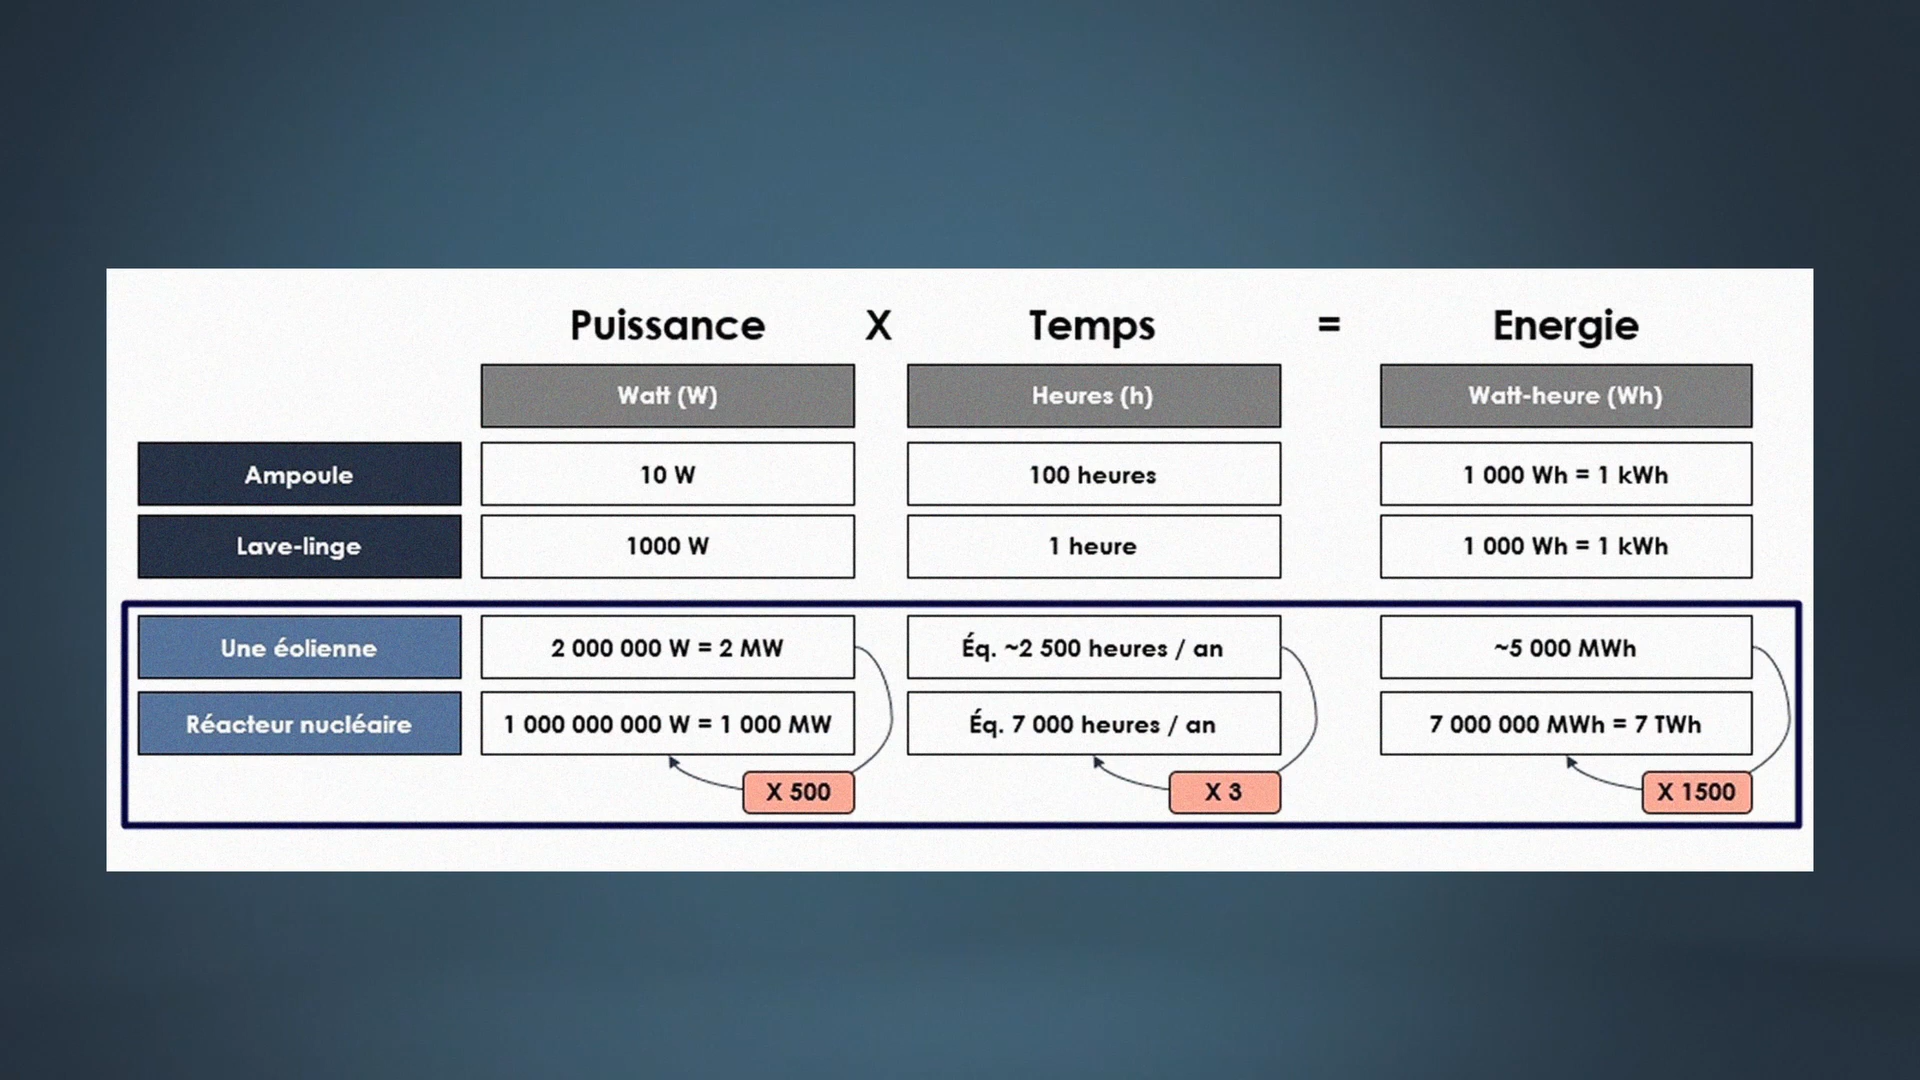 Puissance X Temps = Energie
Watt (W) Heures (h) Watt-heure (Wh)
Ampoule 10 W 100 heures 1 000 Wh = 1 kWh
Lave-linge 1000 W 1 heure 1 000 Wh = 1 kWh
Une éolienne 2 000 000 W = 2 MW Éq. ~2 500 heures / an ~5 000 MWh
Réacteur nucléaire 1 000 000 000 W = 1 000 MW Éq. 7 000 heures / an 7 000 000 MWh = 7 TWh
X 500 X 3 X 1500